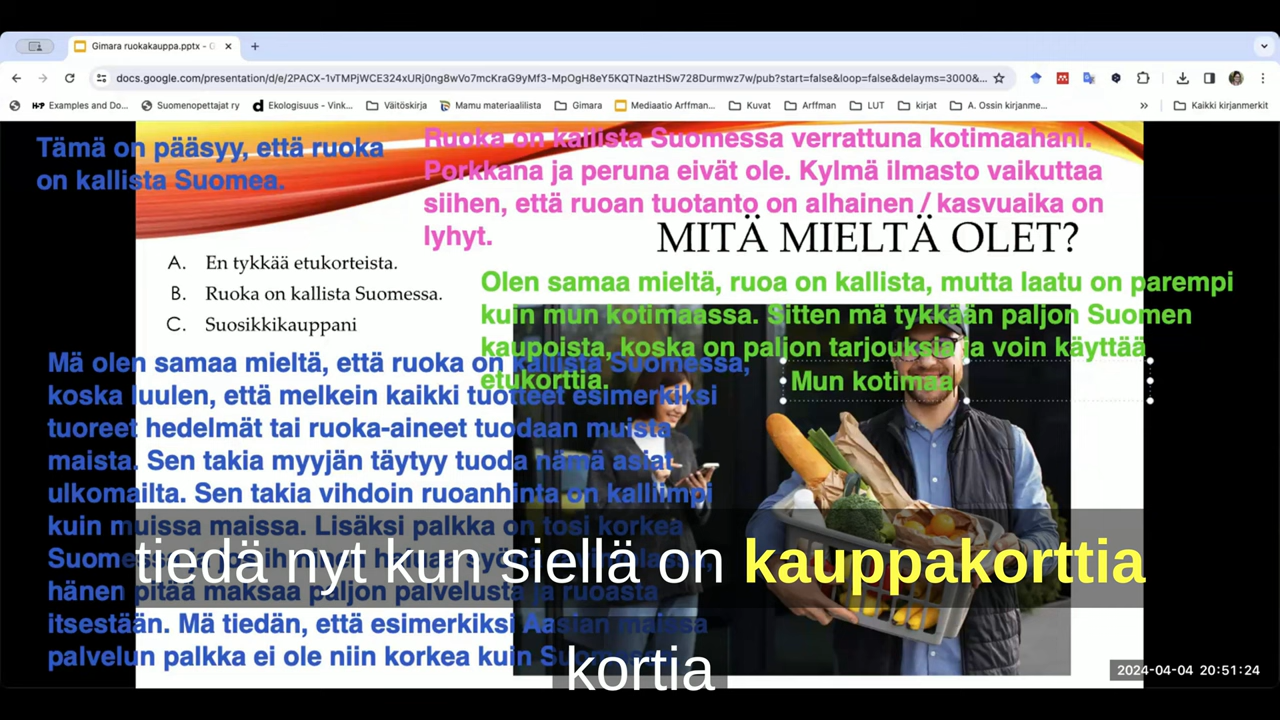 Gimara ruokakauppa.pptx - G
docs.google.com/presentation/d/e/2PACX-1vTMPjWCE324xURj0ng8wVo7mcKraG9yMf3-MpOgH8eY5KQTNaztHSw728Durmwz7w/pub?start=false&loop=false&delayms=3000&...
Examples and Do... Suomenopettajat ry Ekologisuus - Vink... Väitöskirja Mamu materiaalilista Gimara Mediaatio Arffman... Kuvat Arffman LUT kirjat A. Ossin kirjanme... » Kaikki kirjanmerkit
Tämä on pääsyy, että ruoka
on kallista Suomea.
Ruoka on kallista Suomessa verrattuna kotimaahani.
Porkkana ja peruna eivät ole. Kylmä ilmasto vaikuttaa
siihen, että ruoan tuotanto on alhainen / kasvuaika on
lyhyt.
MITÄ MIELTÄ OLET?
A. En tykkää etukorteista.
B. Ruoka on kallista Suomessa.
C. Suosikkikauppani
Olen samaa mieltä, ruoa on kallista, mutta laatu on parempi
kuin mun kotimaassa. Sitten mä tykkään paljon Suomen
kaupoista, koska on paljon tarjouksia ja voin käyttää
etukorttia.
Mun kotimaa
Mä olen samaa mieltä, että ruoka on kallista Suomessa,
koska luulen, että melkein kaikki tuotteet esimerkiksi
tuoreet hedelmät tai ruoka-aineet tuodaan muista
maista. Sen takia myyjän täytyy tuoda nämä asiat
ulkomailta. Sen takia vihdoin ruoanhinta on kalliimpi
kuin muissa maissa. Lisäksi palkka on tosi korkea
hänen pitää maksaa paljon palvelusta ja ruoasta
itsestään. Mä tiedän, että esimerkiksi Aasian maissa
palvelun palkka ei ole niin korkea kuin
tiedä nyt kun siellä on kauppakorttia
kortia
2024-04-04 20:51:24